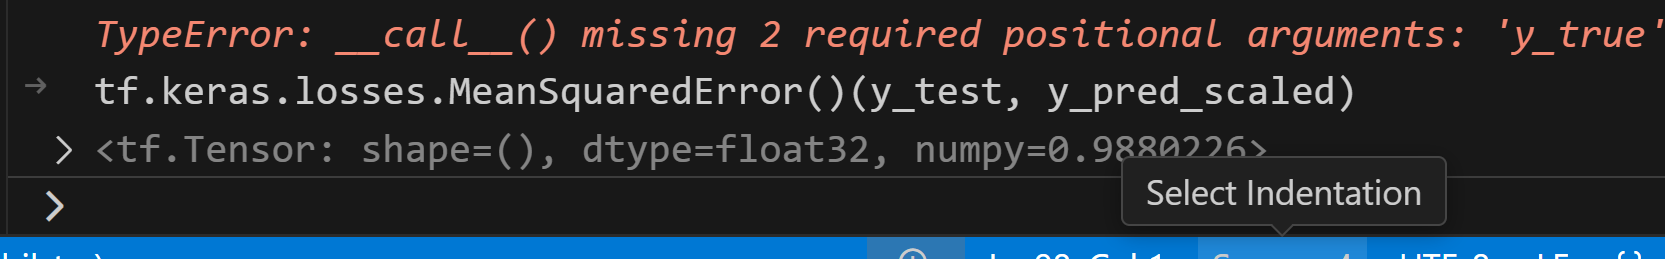 TypeError: __call__() missing 2 required positional arguments: 'y_true'
→ tf.keras.losses.MeanSquaredError()(y_test, y_pred_scaled)
> <tf.Tensor: shape=(), dtype=float32, numpy=0.9880226>
Select Indentation
>